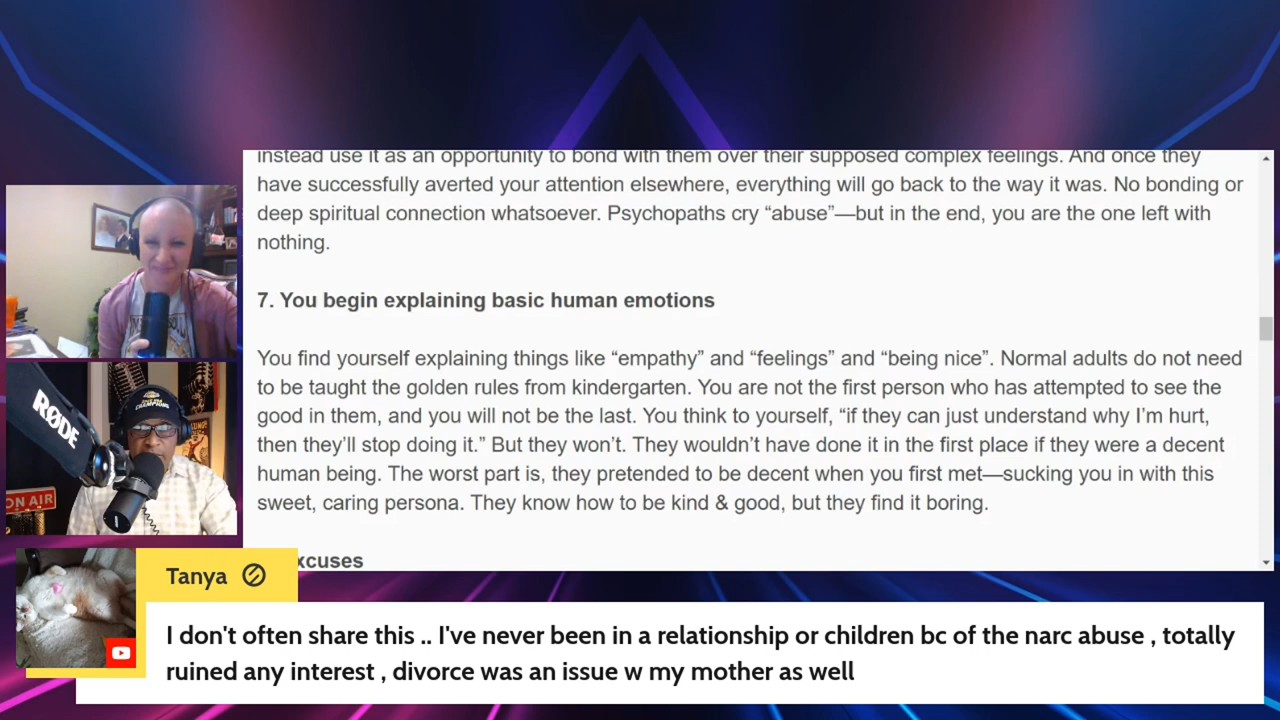 instead use it as an opportunity to bond with them over their supposed complex feelings. And once they
have successfully averted your attention elsewhere, everything will go back to the way it was. No bonding or
deep spiritual connection whatsoever. Psychopaths cry “abuse”—but in the end, you are the one left with
nothing.
7. You begin explaining basic human emotions
You find yourself explaining things like “empathy” and “feelings” and “being nice”. Normal adults do not need
to be taught the golden rules from kindergarten. You are not the first person who has attempted to see the
good in them, and you will not be the last. You think to yourself, “if they can just understand why I’m hurt,
then they’ll stop doing it.” But they won’t. They wouldn’t have done it in the first place if they were a decent
human being. The worst part is, they pretended to be decent when you first met—sucking you in with this
sweet, caring persona. They know how to be kind & good, but they find it boring.
xcuses
RØDE
CHAMPIONS
ON AIR
Tanya
I don't often share this .. I've never been in a relationship or children bc of the narc abuse , totally
ruined any interest , divorce was an issue w my mother as well